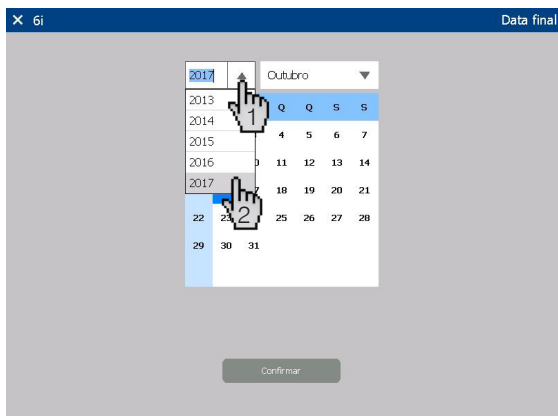 6i Data final
2017 Outubro
2013 Q Q S S
1
2014 4 5 6 7
2015
2016 11 12 13 14
2017 18 19 20 21
2
22 23 25 26 27 28
29 30 31
Confirmar